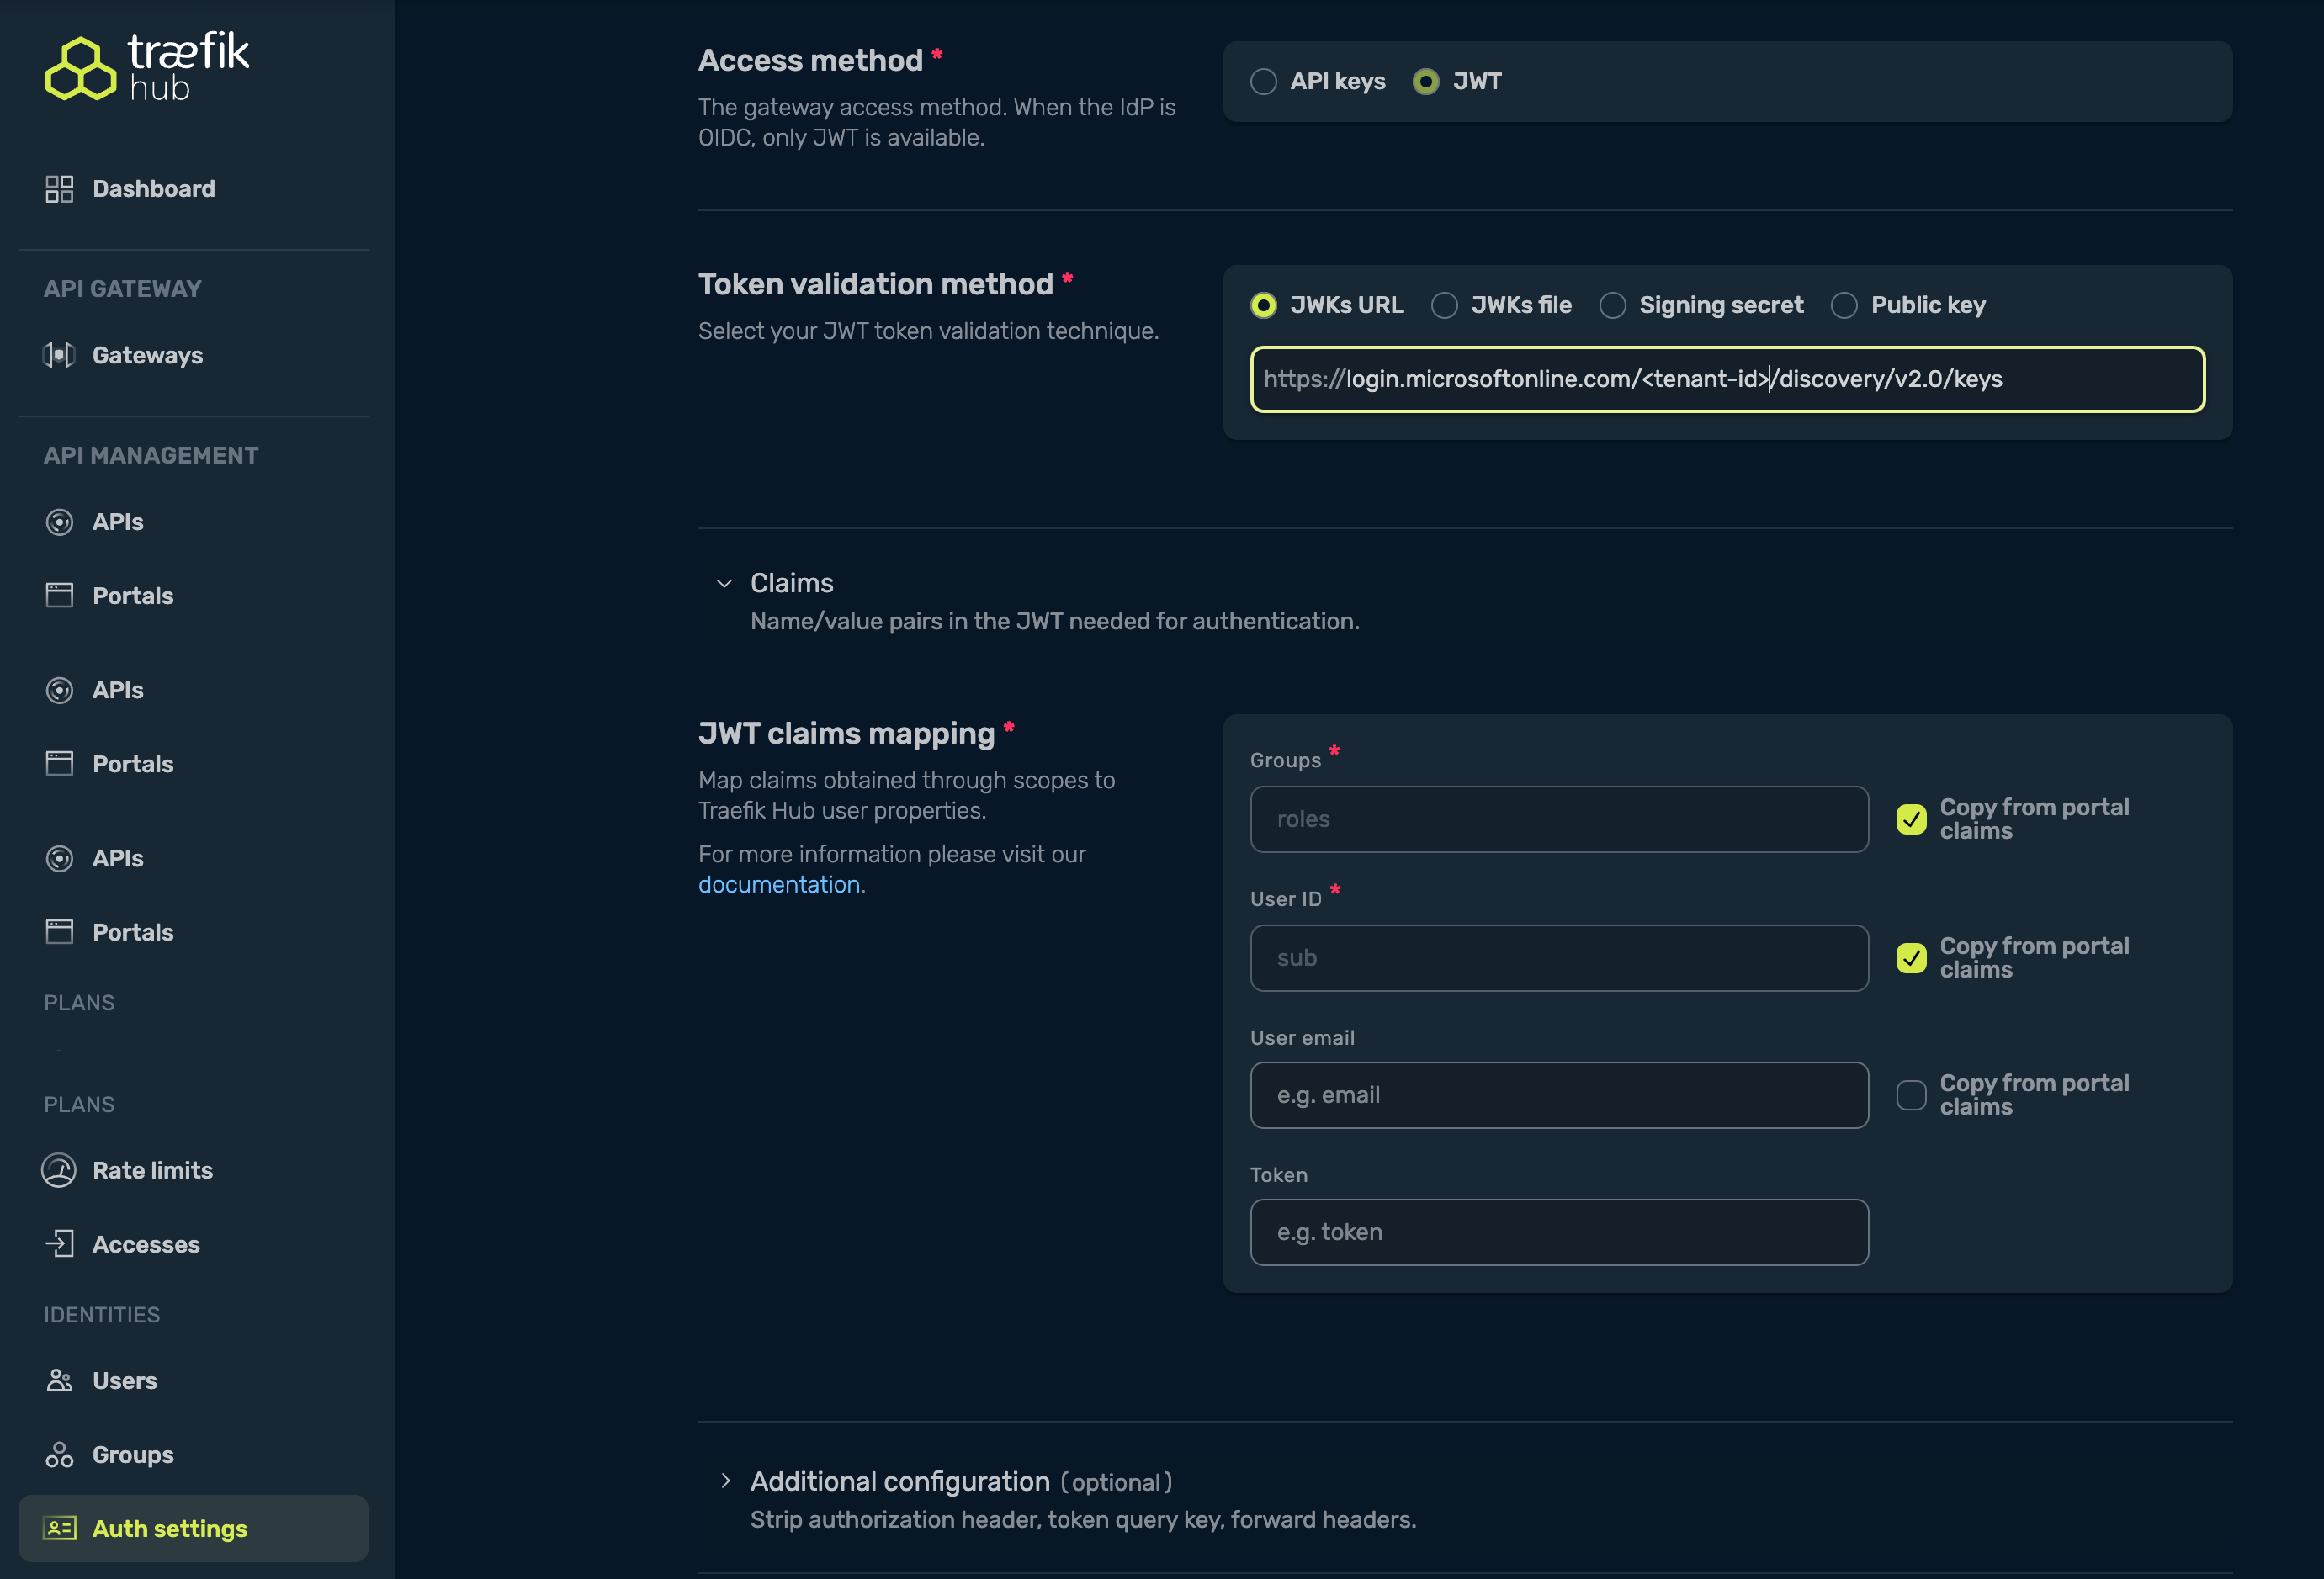 træfik
hub
Dashboard
API GATEWAY
Gateways
API MANAGEMENT
APIs
Portals
APIs
Portals
APIs
Portals
PLANS
PLANS
Rate limits
Accesses
IDENTITIES
Users
Groups
Auth settings
Access method *
The gateway access method. When the IdP is
OIDC, only JWT is available.
API keys JWT
Token validation method *
Select your JWT token validation technique.
JWKs URL JWKs file Signing secret Public key
https://login.microsoftonline.com/<tenant-id>/discovery/v2.0/keys
Claims
Name/value pairs in the JWT needed for authentication.
JWT claims mapping *
Map claims obtained through scopes to
Traefik Hub user properties.
For more information please visit our
documentation.
Groups *
roles
Copy from portal
claims
User ID *
sub
Copy from portal
claims
User email
e.g. email
Copy from portal
claims
Token
e.g. token
Additional configuration (optional)
Strip authorization header, token query key, forward headers.